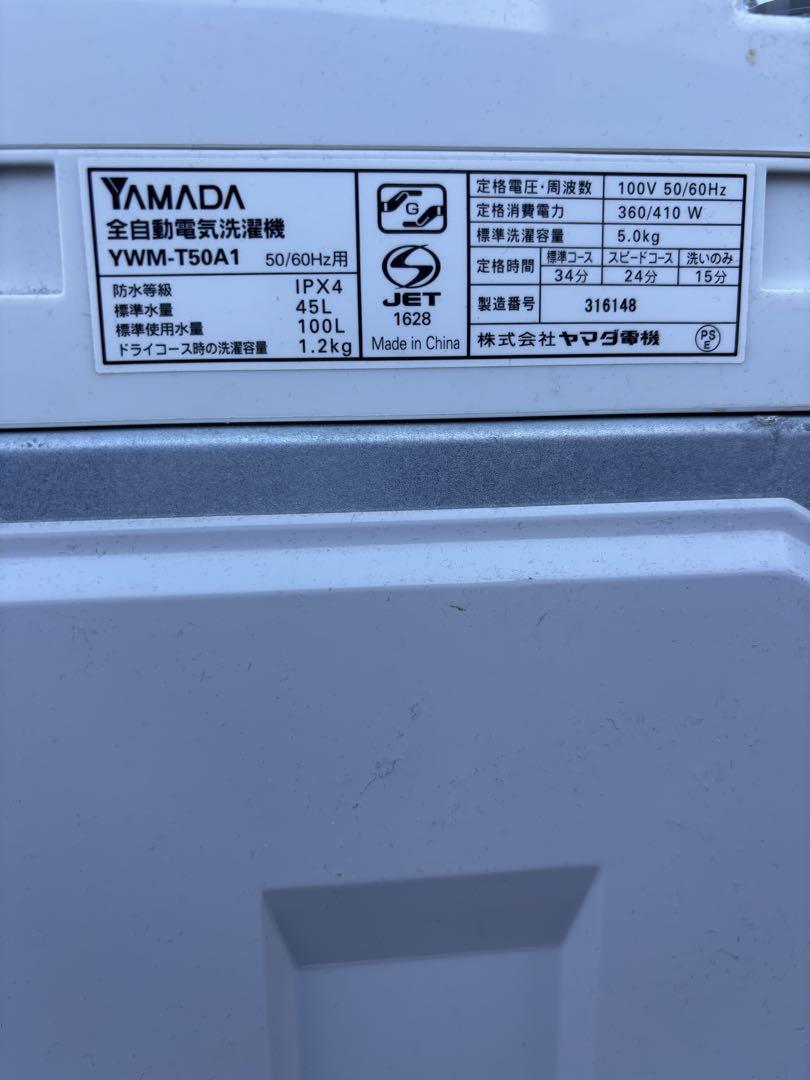 YAMADA
全自動電気洗濯機
YWM-T50A1 50/60Hz用
防水等級 IPX4
標準水量 45L
標準使用水量 100L
ドライコース時の洗濯容量 1.2kg
G
JET
1628
Made in China
定格電圧・周波数 100V 50/60Hz
定格消費電力 360/410 W
標準洗濯容量 5.0kg
定格時間 標準コース スピードコース 洗いのみ
34分 24分 15分
製造番号 316148
株式会社ヤマダ電機 PSE